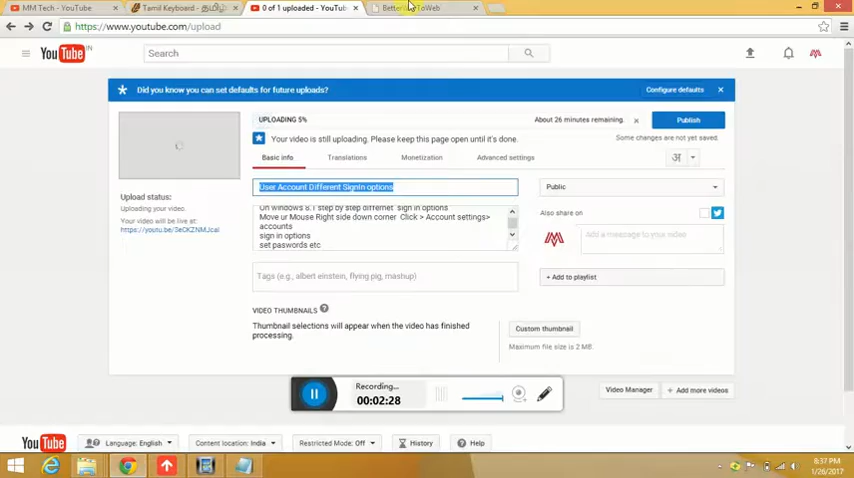 MM Tech - YouTube
Tamil Keyboard - தமிழ்
0 of 1 uploaded - YouTub
https://www.youtube.com/upload
YouTube IN
Search
Did you know you can set defaults for future uploads?
Configure defaults
UPLOADING 5%
About 26 minutes remaining.
Publish
Your video is still uploading. Please keep this page open until it's done.
Some changes are not yet saved
Basic info
Translations
Monetization
Advanced settings
अ
User Account Different SignIn options
Public
On windows 8.1 step by step differnet sign in options
Move ur Mouse Right side down corner Click > Account settings>
accounts
sign in options
set paswords etc
Also share on
Add a message to your video
Upload status:
Uploading your video.
Your video will be live at:
Tags (e.g., albert einstein, flying pig, mashup)
+ Add to playlist
VIDEO THUMBNAILS
Thumbnail selections will appear when the video has finished
processing.
Custom thumbnail
Maximum file size is 2 MB.
Recording...
00:02:28
Video Manager
+ Add more videos
YouTube
Language: English
Content location: India
Restricted Mode: Off
History
Help
6:37 PM
1/26/2017